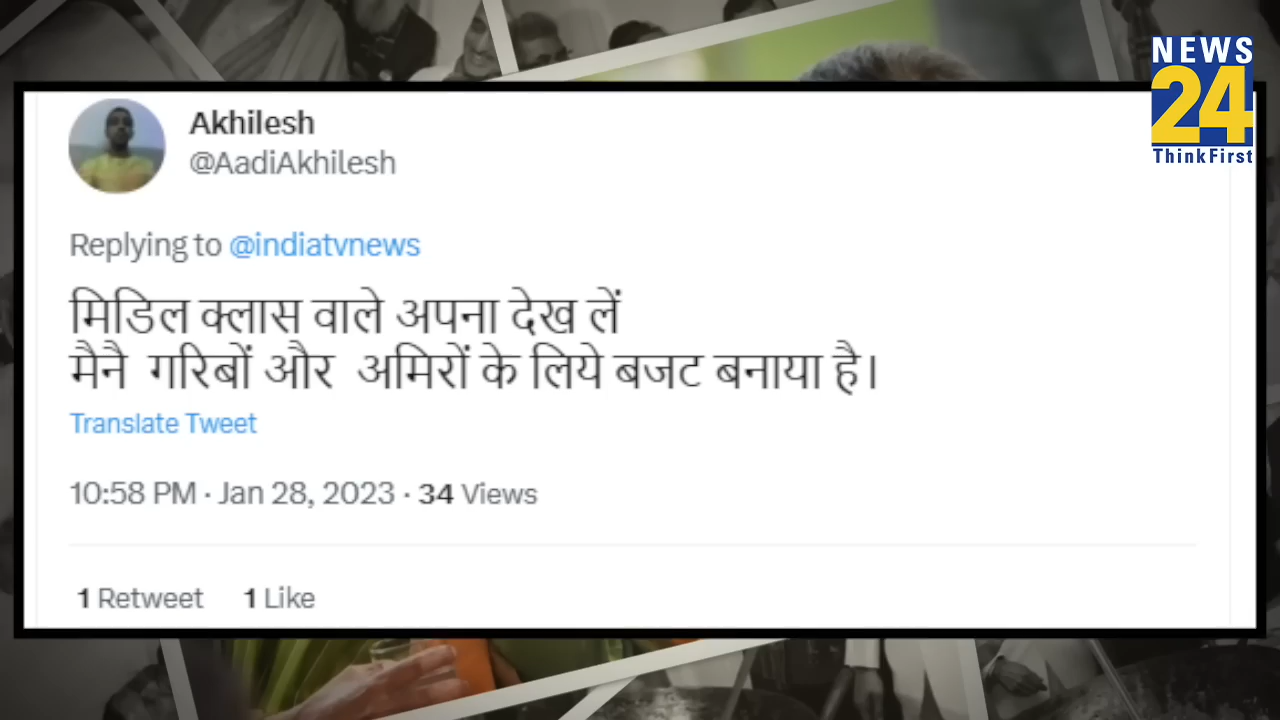 NEWS
24
ThinkFirst
Akhilesh
@AadiAkhilesh
Replying to @indiatvnews
मिडिल क्लास वाले अपना देख लें
मैनै गरिबों और अमिरों के लिये बजट बनाया है।
Translate Tweet
10:58 PM · Jan 28, 2023 · 34 Views
1 Retweet 1 Like